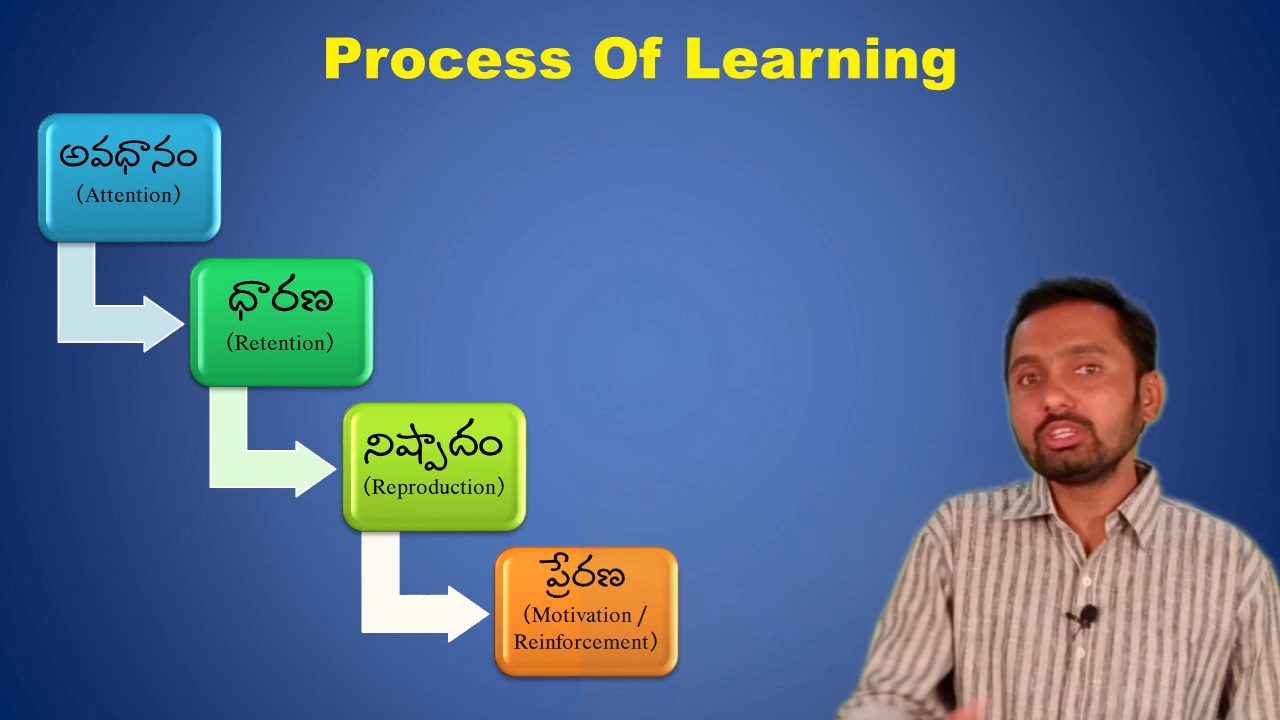 Process Of Learning
అవధానం
(Attention)
ధారణ
(Retention)
నిష్పాదం
(Reproduction)
ప్రేరణ
(Motivation /
Reinforcement)